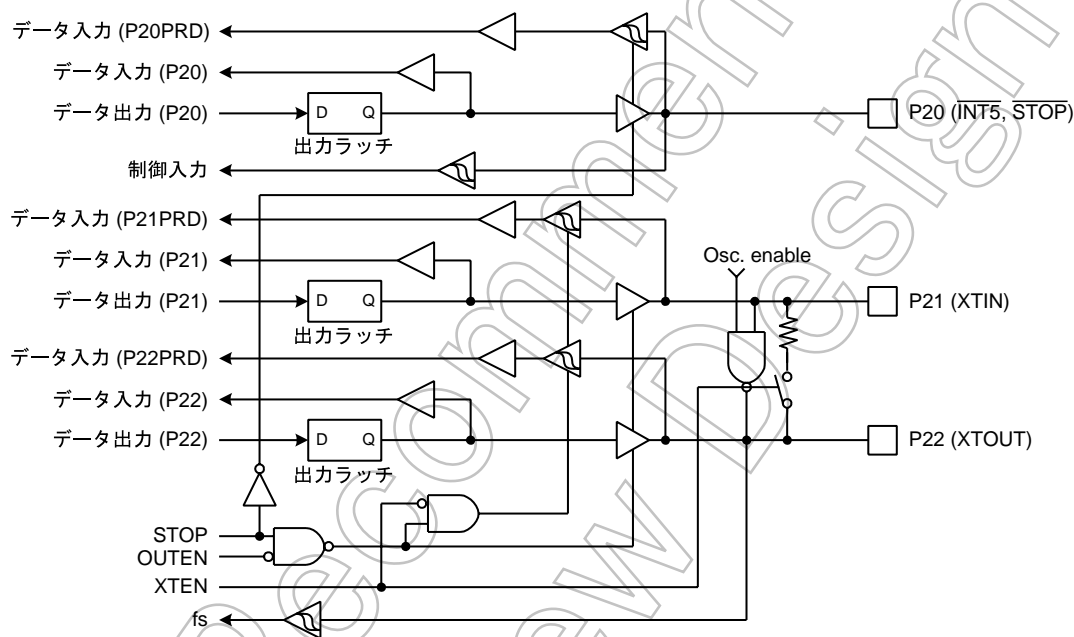 データ入力 (P20PRD)
データ入力 (P20)
データ出力 (P20)
D Q
出力ラッチ
P20 (INT5, STOP)
制御入力
データ入力 (P21PRD)
データ入力 (P21)
Osc. enable
データ出力 (P21)
D Q
出力ラッチ
P21 (XTIN)
データ入力 (P22PRD)
データ入力 (P22)
データ出力 (P22)
D Q
出力ラッチ
P22 (XTOUT)
STOP
OUTEN
XTEN
fs